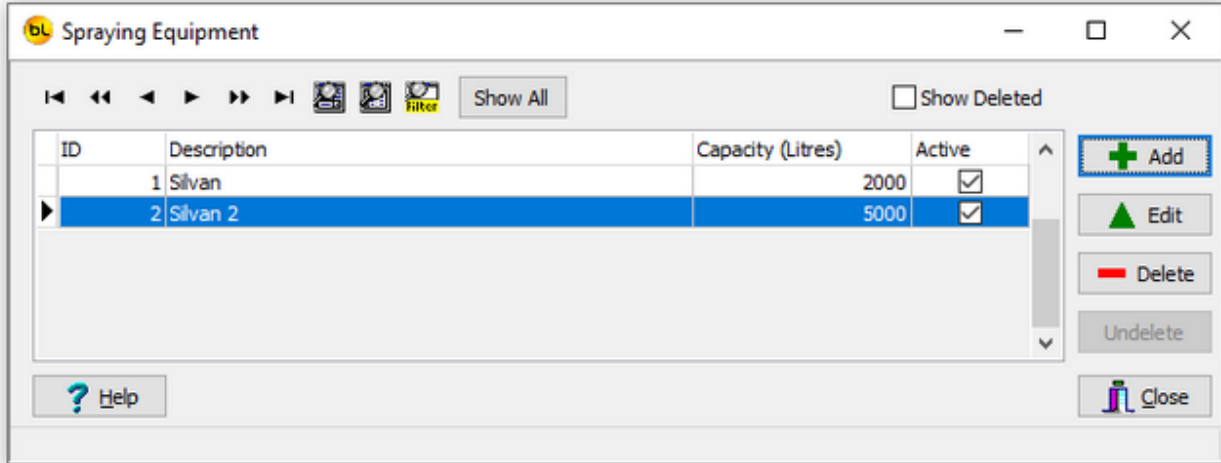 bL Spraying Equipment
Filter Show All Show Deleted
ID Description Capacity (Litres) Active
1 Silvan 2000
2 Silvan 2 5000
Add
Edit
Delete
Undelete
? Help Close